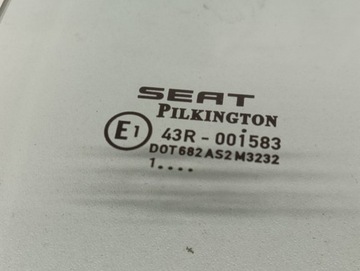 SEAT
PILKINGTON
E1 43R - 001583
DOT682 AS2 M3232
1....